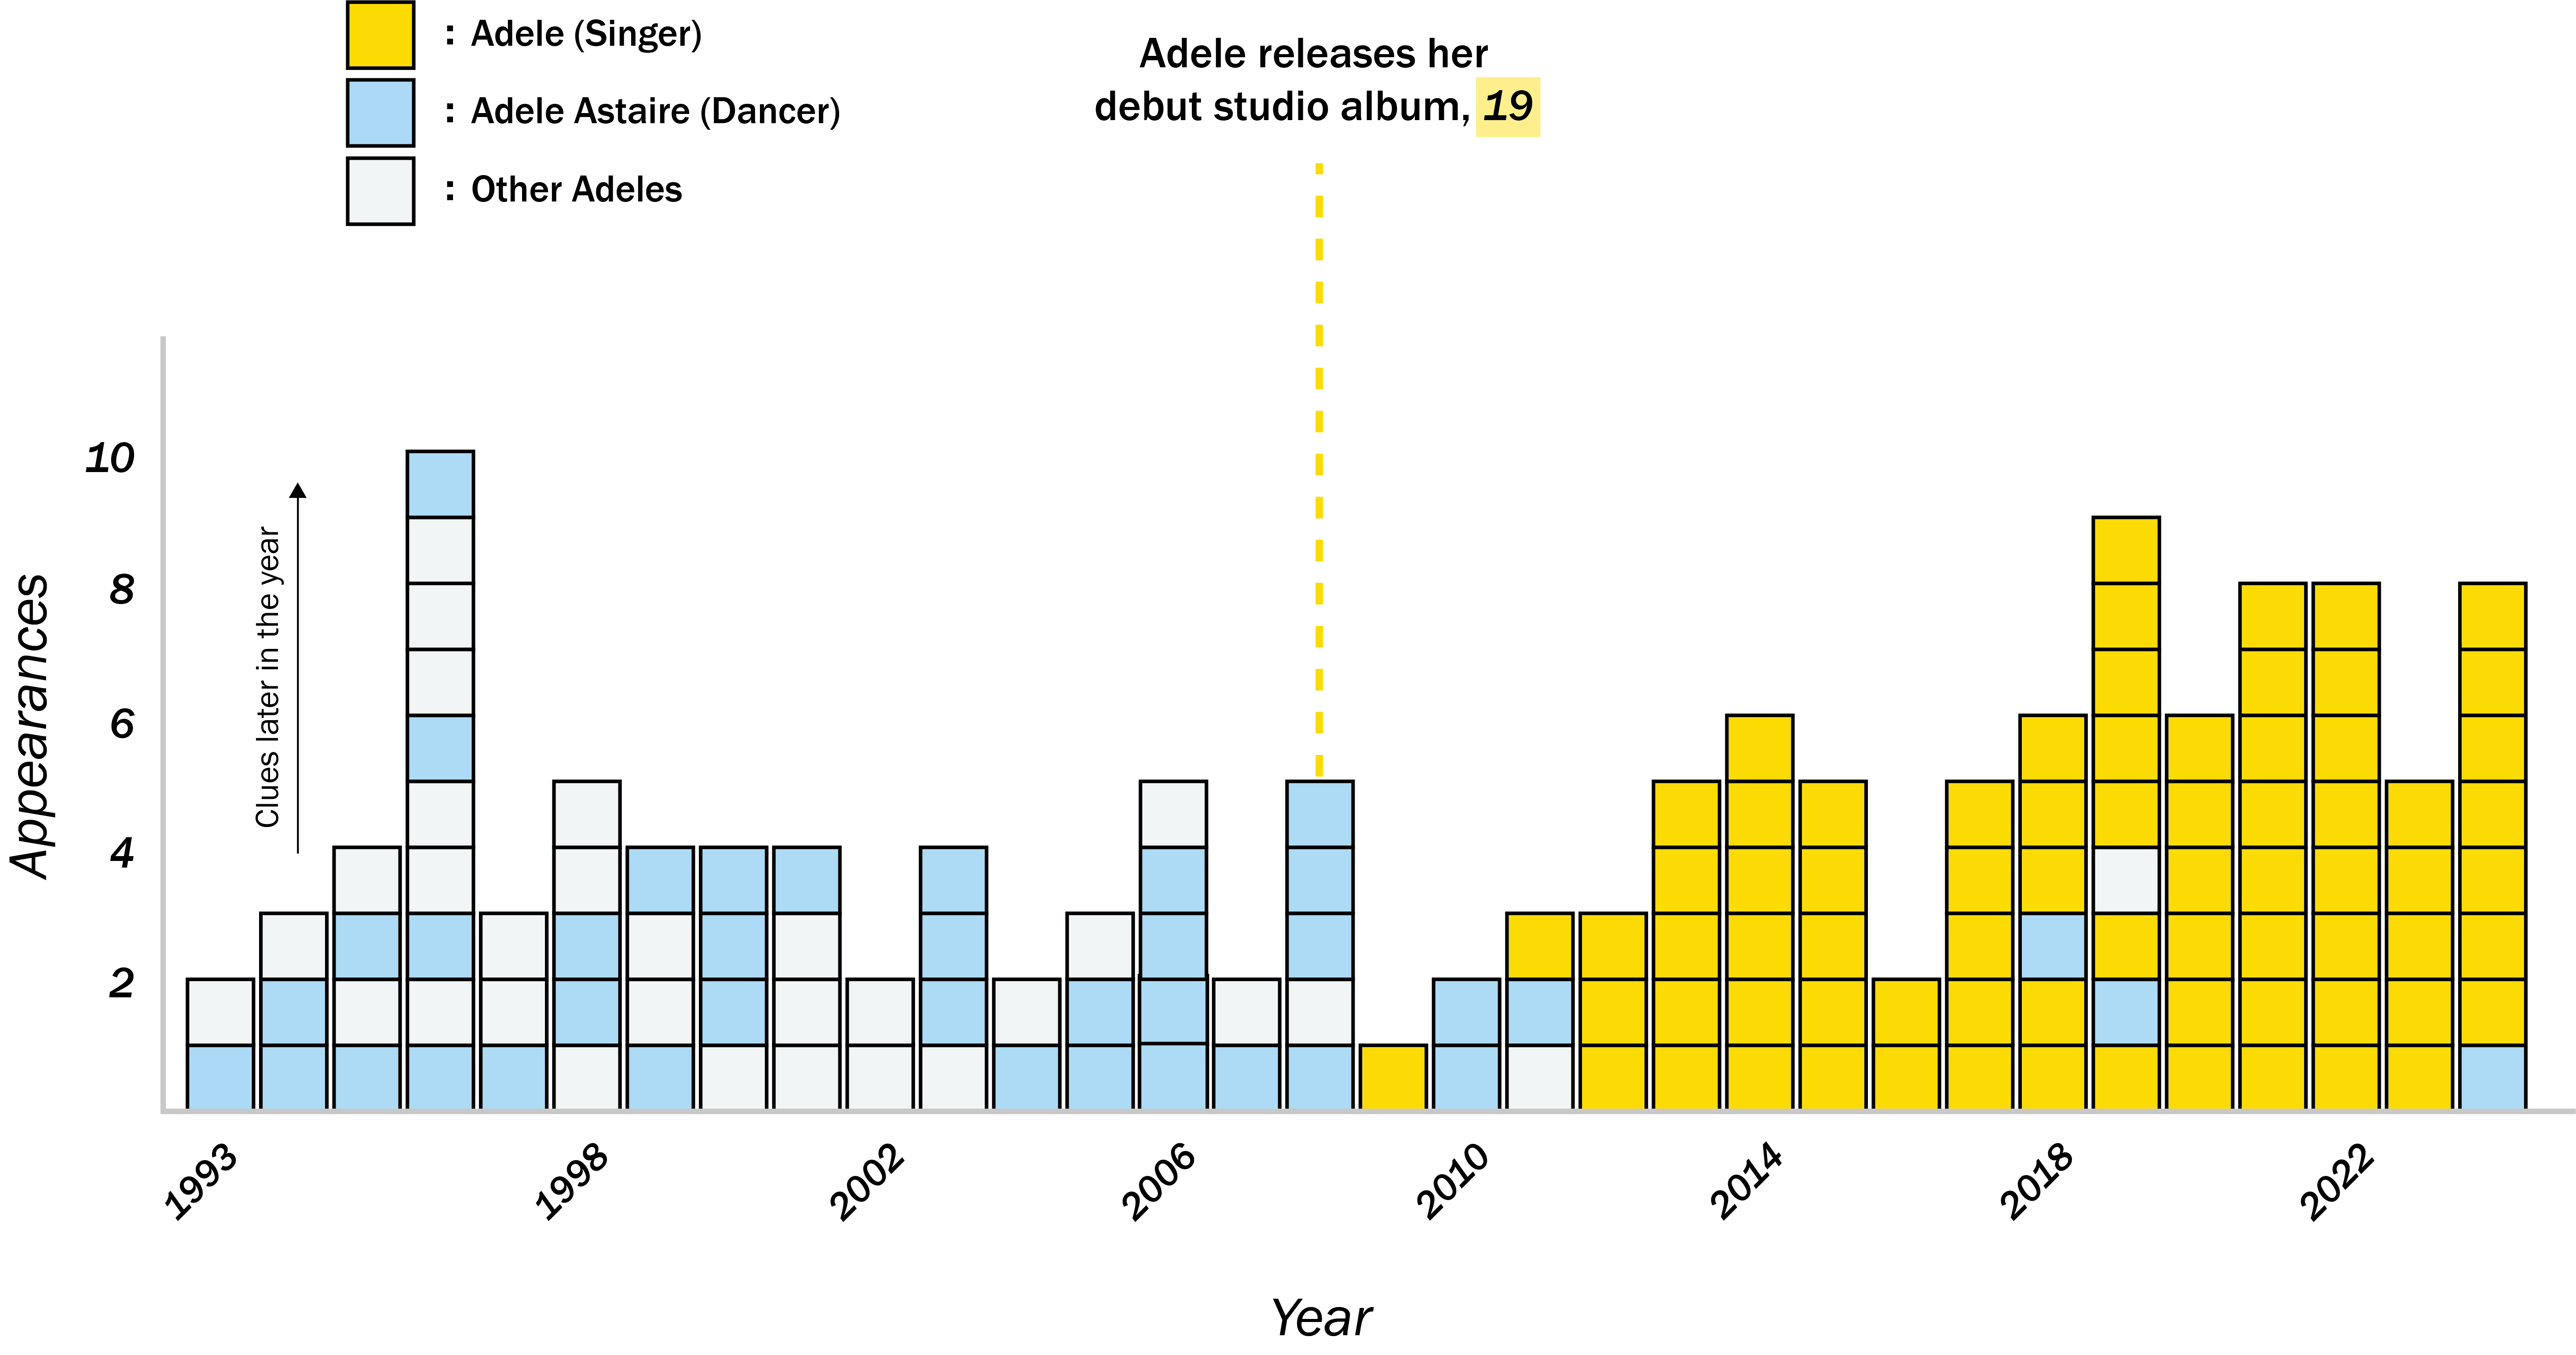 : Adele (Singer)
: Adele Astaire (Dancer)
: Other Adeles
Adele releases her
debut studio album, 19
Appearances
10
8
6
4
2
Clues later in the year
1993
1998
2002
2006
2010
2014
2018
2022
Year